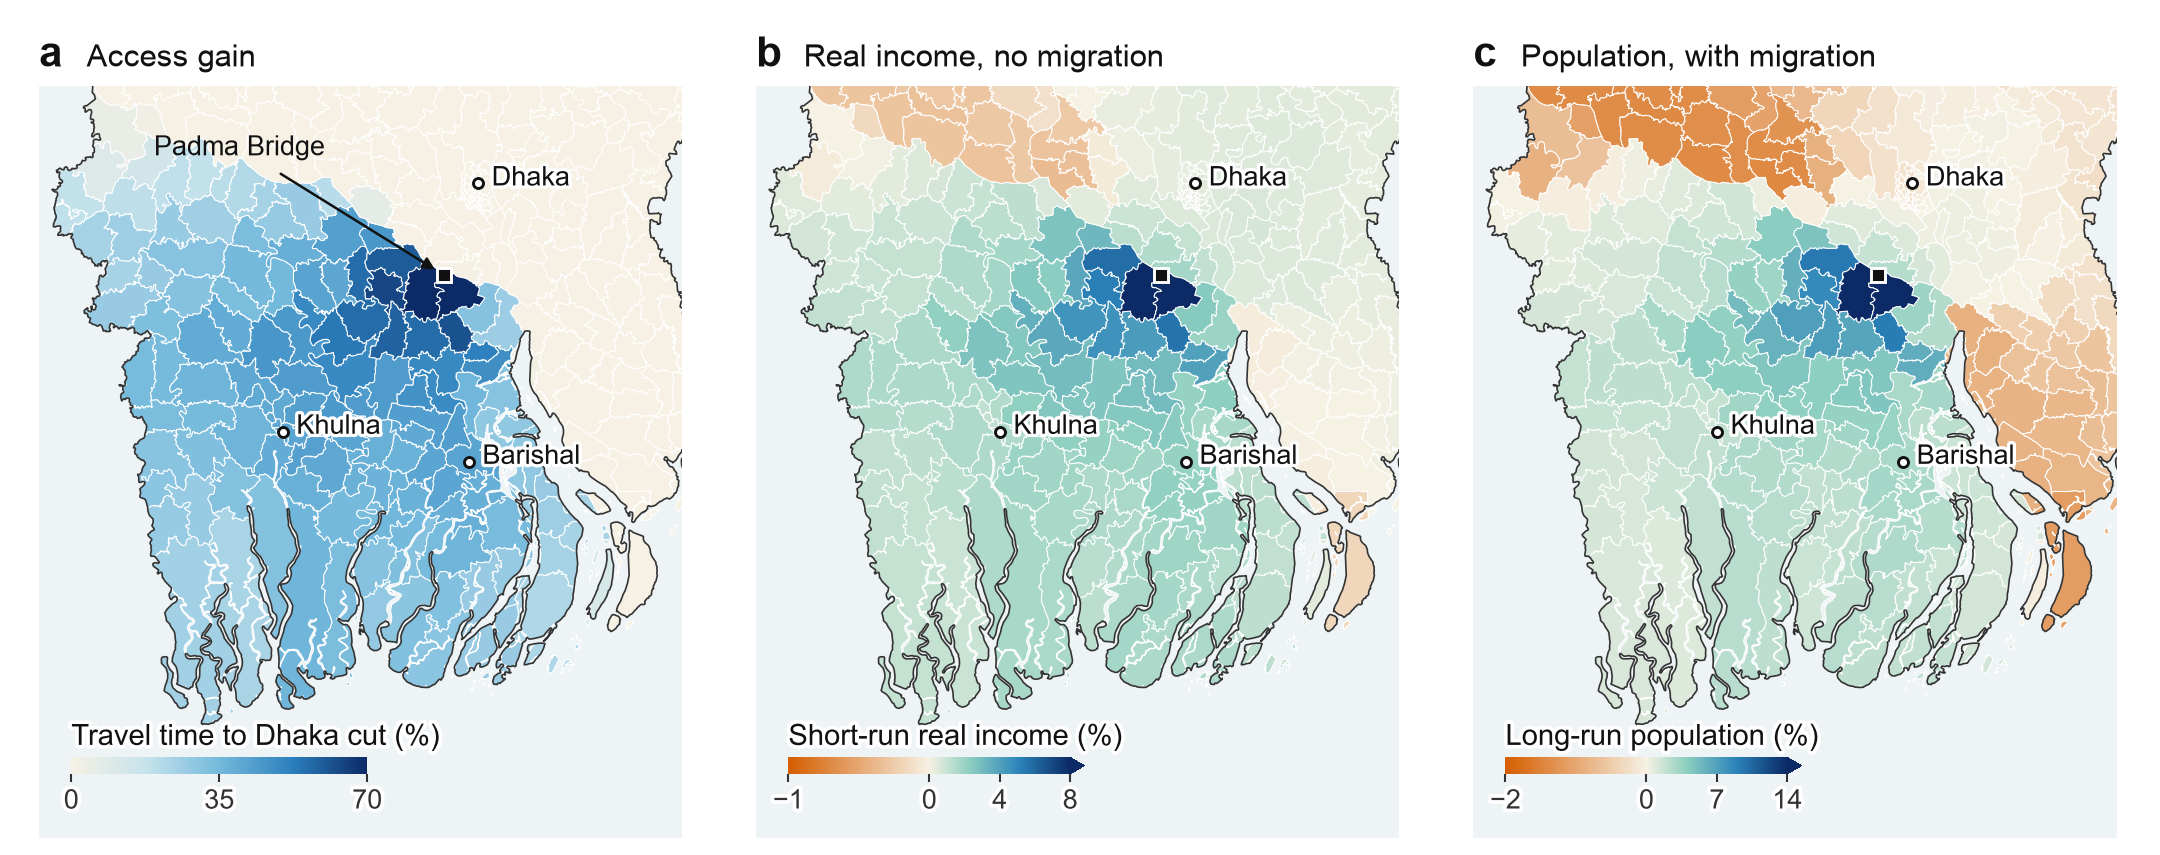 a Access gain
Padma Bridge
Dhaka
Khulna
Barishal
Travel time to Dhaka cut (%)
0 35 70
b Real income, no migration
Dhaka
Khulna
Barishal
Short-run real income (%)
−1 0 4 8
c Population, with migration
Dhaka
Khulna
Barishal
Long-run population (%)
−2 0 7 14